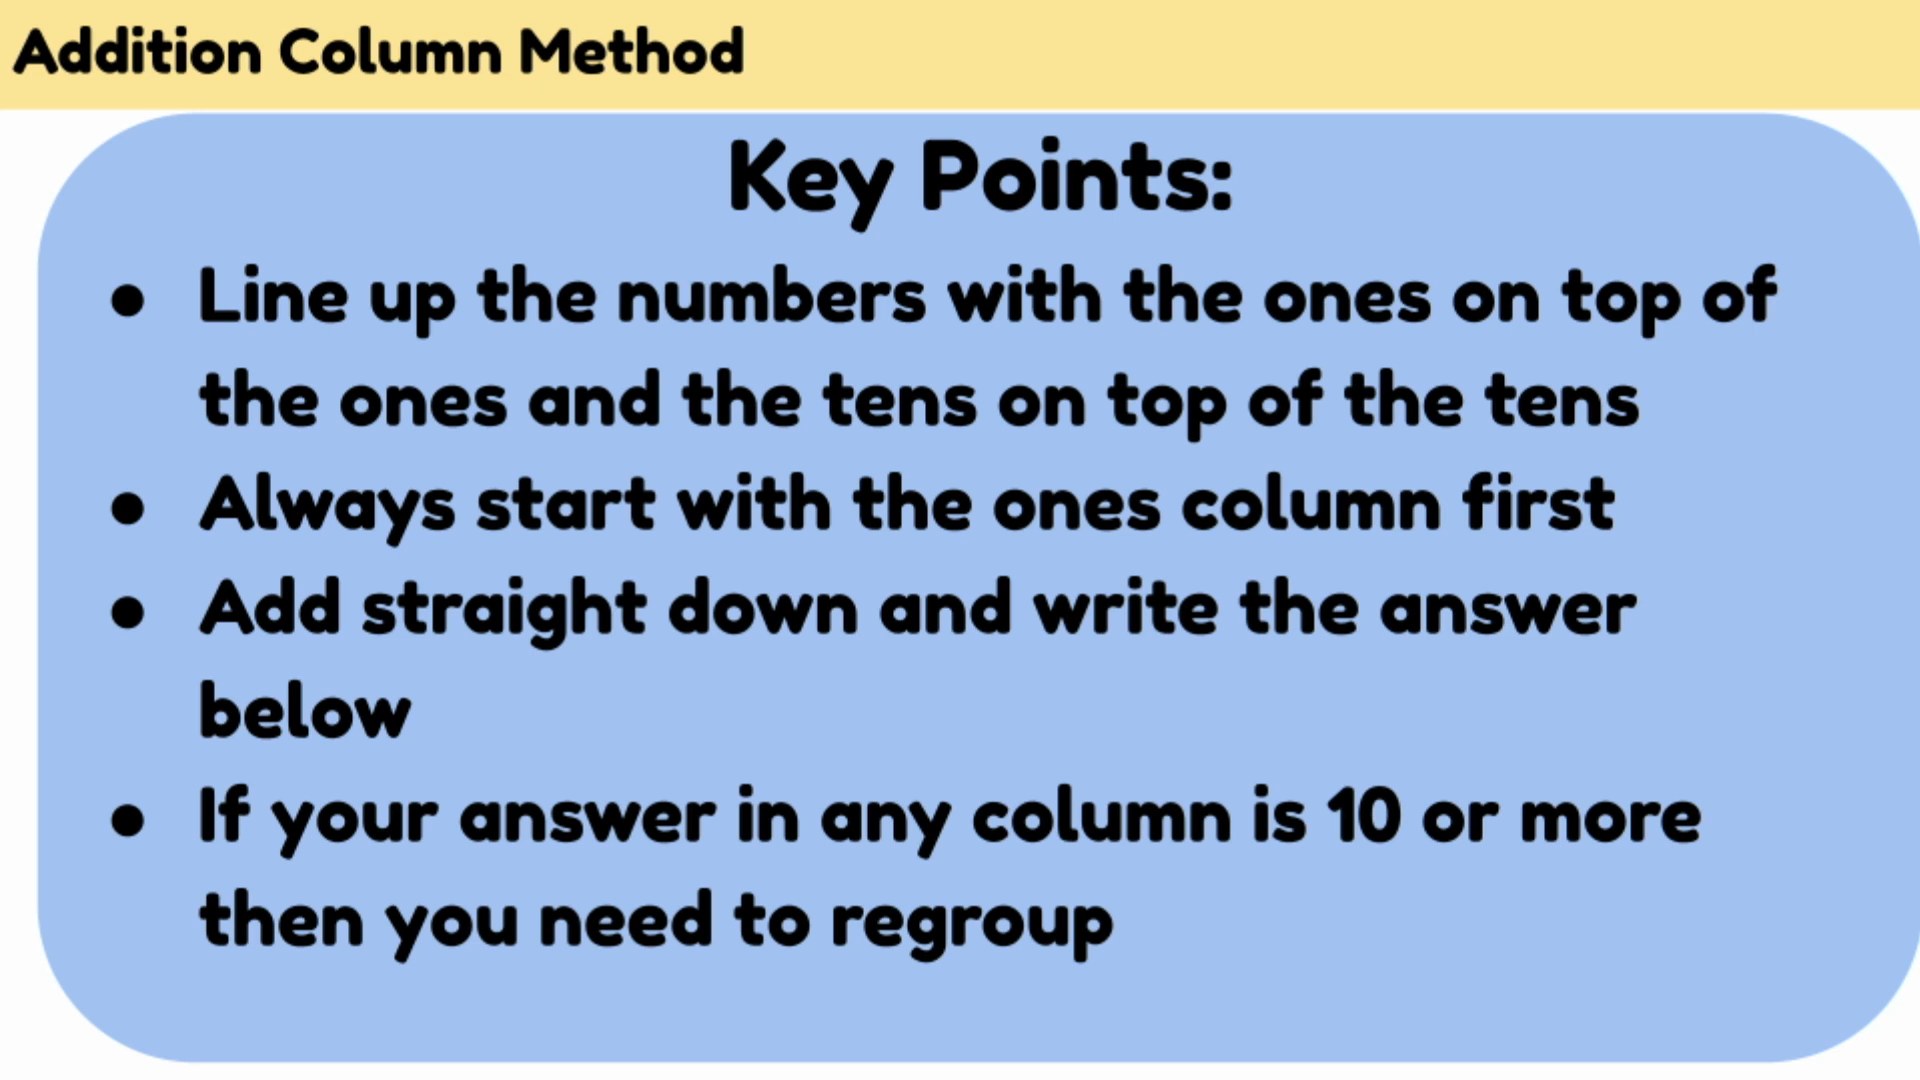 Addition Column Method
Key Points:
● Line up the numbers with the ones on top of
the ones and the tens on top of the tens
● Always start with the ones column first
● Add straight down and write the answer
below
● If your answer in any column is 10 or more
then you need to regroup